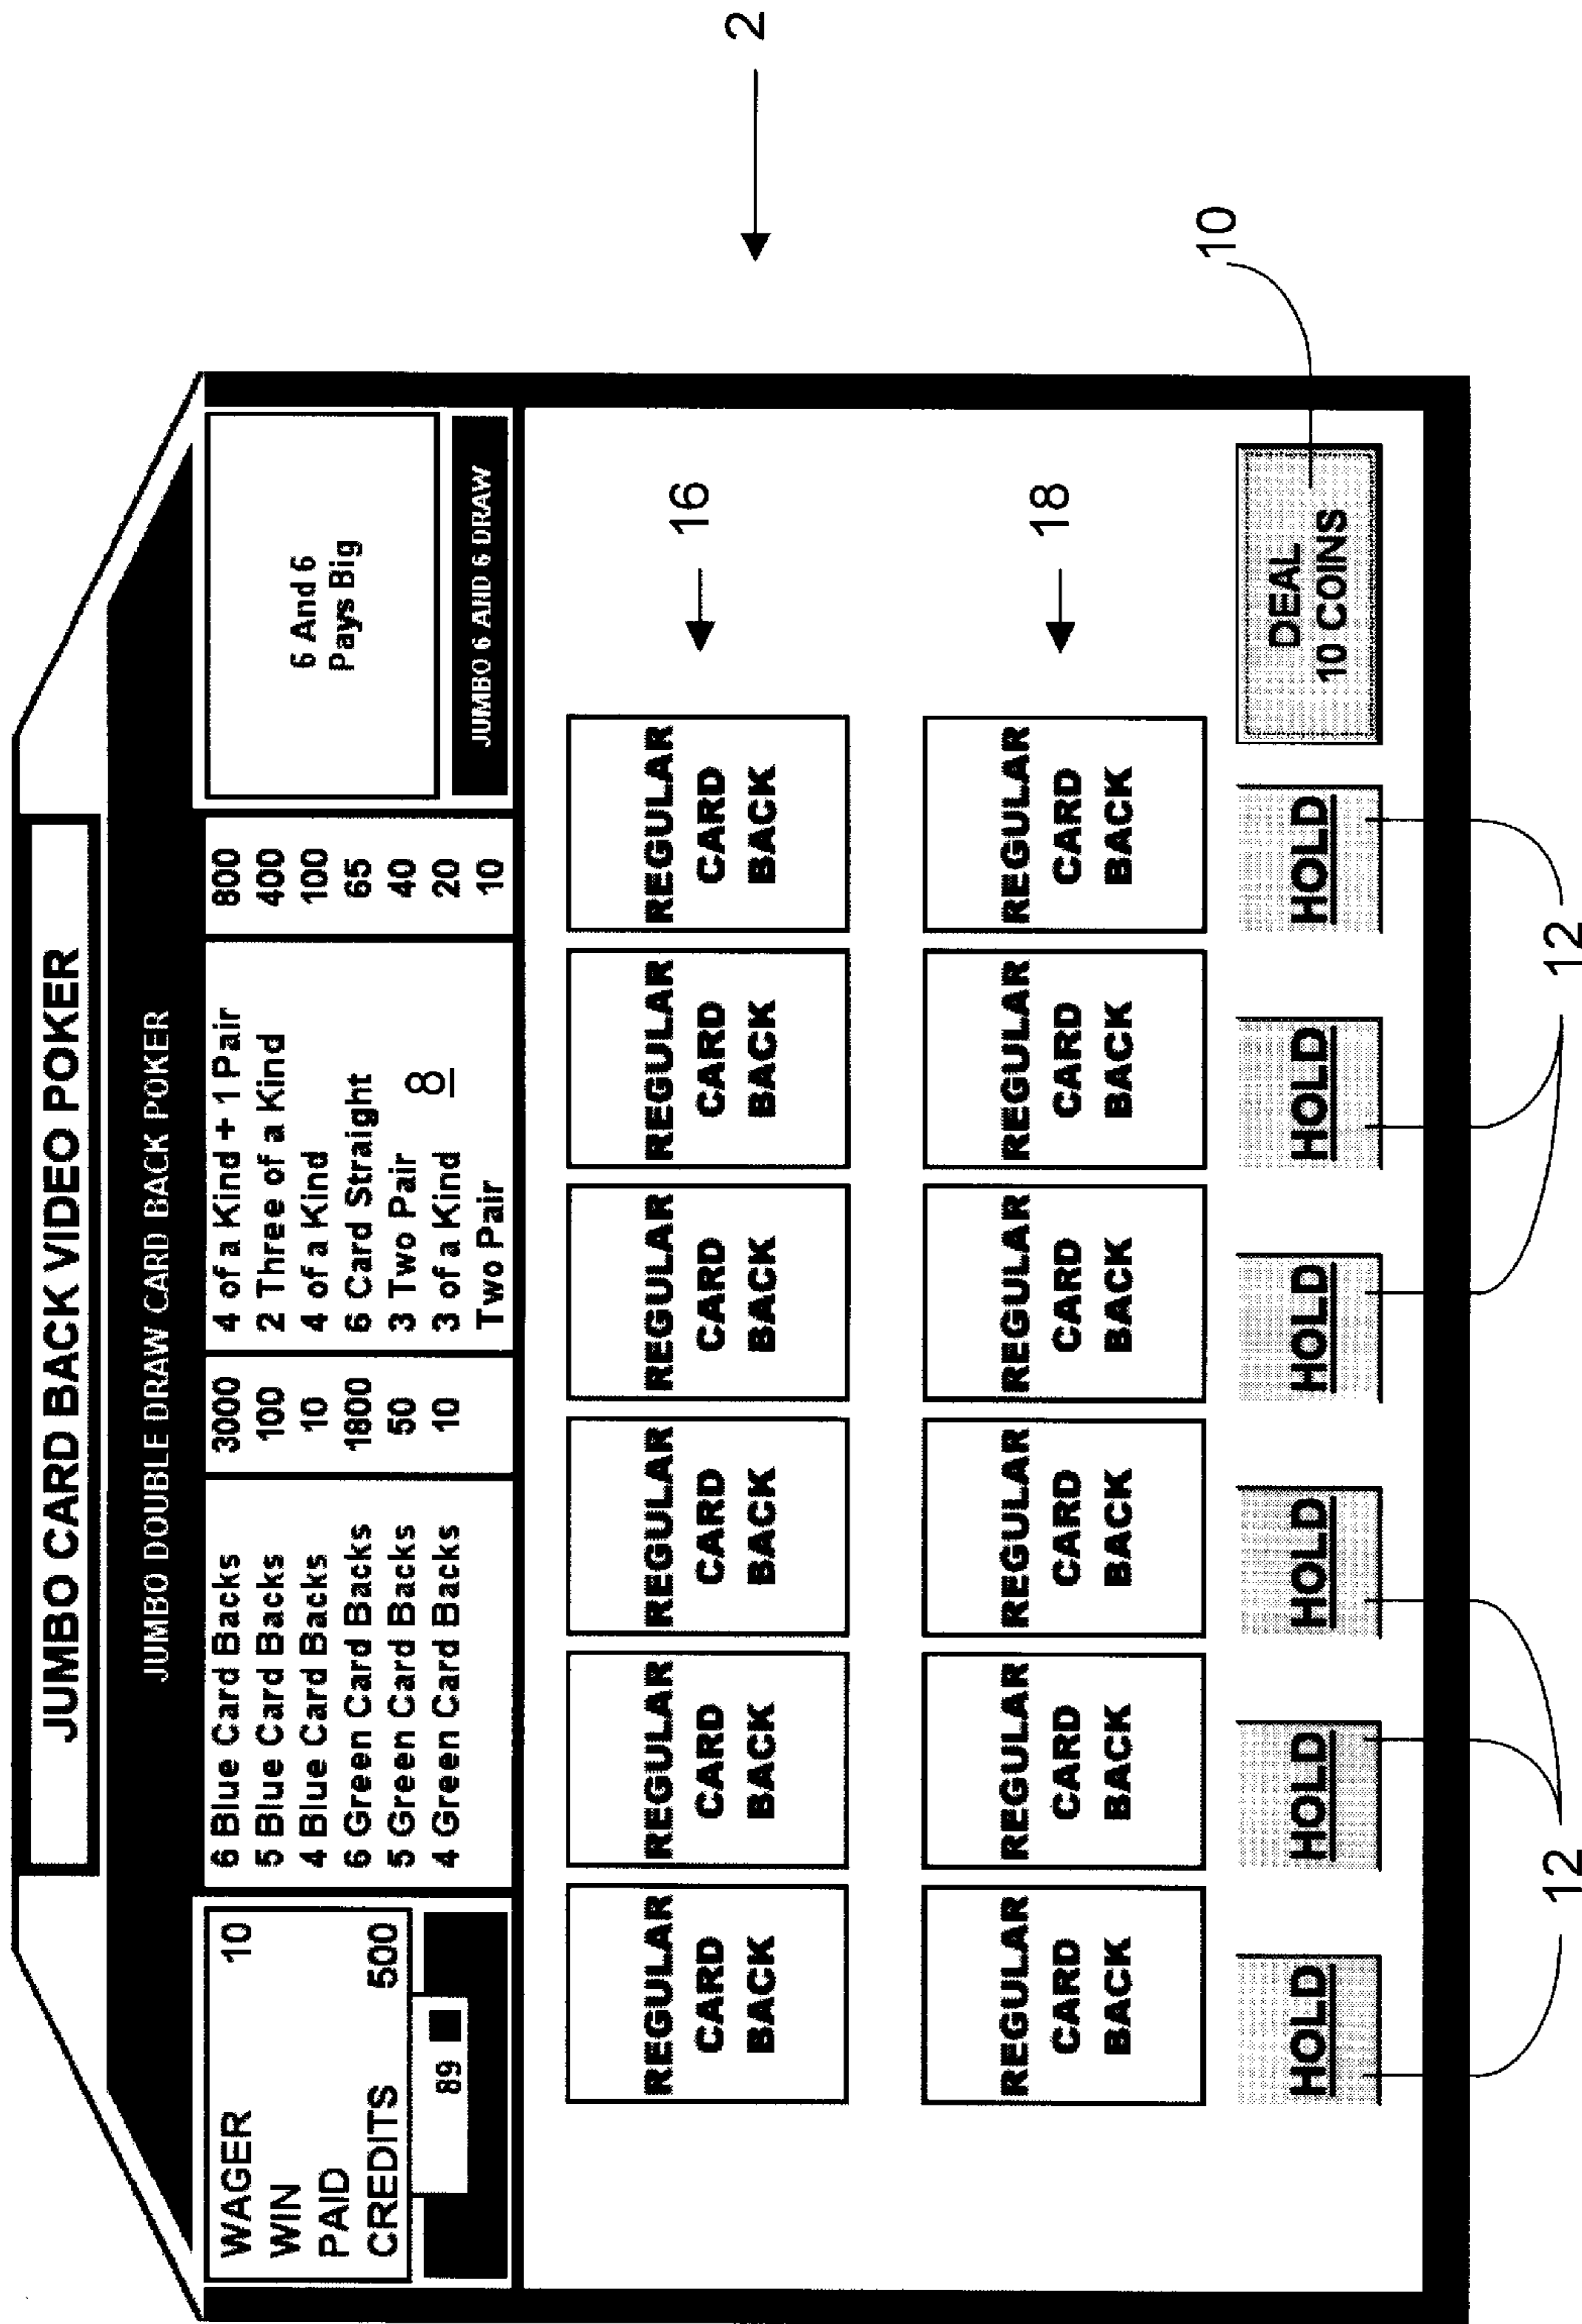 JUMBO CARD BACK VIDEO POKER
JUMBO DOUBLE DRAW CARD BACK POKER
WAGER 10
WIN
PAID
CREDITS 500
89
6 Blue Card Backs 3000
5 Blue Card Backs 100
4 Blue Card Backs 10
6 Green Card Backs 1800
5 Green Card Backs 50
4 Green Card Backs 10
4 of a Kind + 1 Pair 800
2 Three of a Kind 400
4 of a Kind 100
6 Card Straight 65
3 Two Pair 40
3 of a Kind 20
Two Pair 10
8
6 And 6
Pays Big
JUMBO 6 AND 6 DRAW
2
REGULAR REGULAR REGULAR REGULAR REGULAR REGULAR
CARD CARD CARD CARD CARD CARD
BACK BACK BACK BACK BACK BACK
16
REGULAR REGULAR REGULAR REGULAR REGULAR REGULAR
CARD CARD CARD CARD CARD CARD
BACK BACK BACK BACK BACK BACK
18
HOLD HOLD HOLD HOLD HOLD HOLD
DEAL
10 COINS
10
12 12